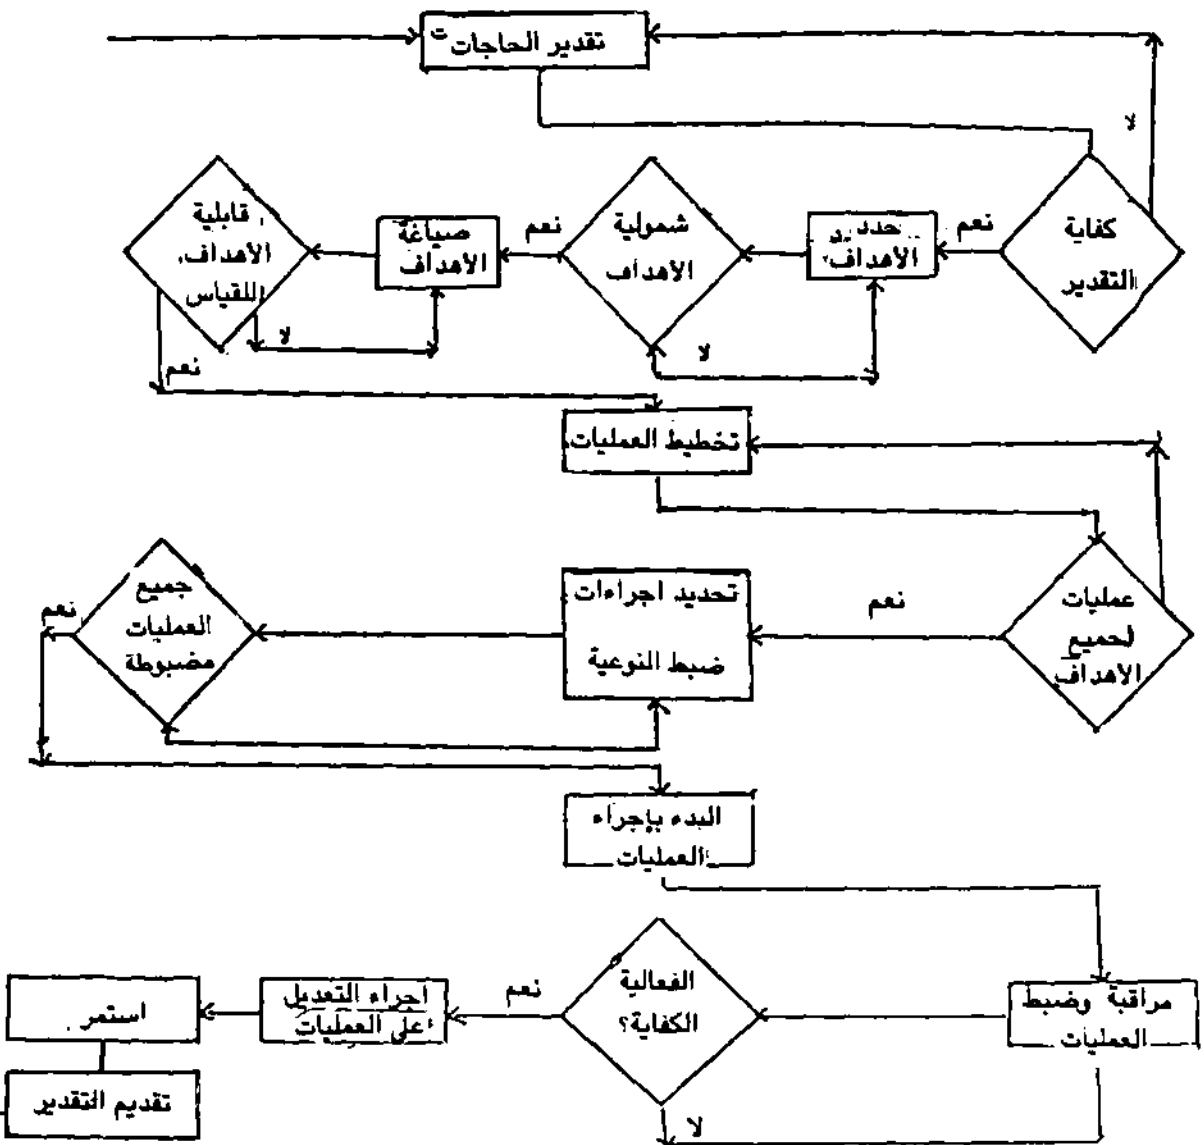 تقدير الحاجات
لا
كفاية
التقدير
نعم
حدد
الأهداف
شمولية
الأهداف
لا
نعم
صياغة
الأهداف
قابلية
الأهداف
للقياس
لا
نعم
تخطيط العمليات
عمليات
لجميع
الأهداف
نعم
تحديد اجراءات
ضبط النوعية
جميع
العمليات
مضبوطة
نعم
البدء بإجراء
العمليات
مراقبة وضبط
العمليات
الفعالية
الكفاية؟
لا
نعم
اجراء التعديل
على العمليات
استمر
تقديم التقدير